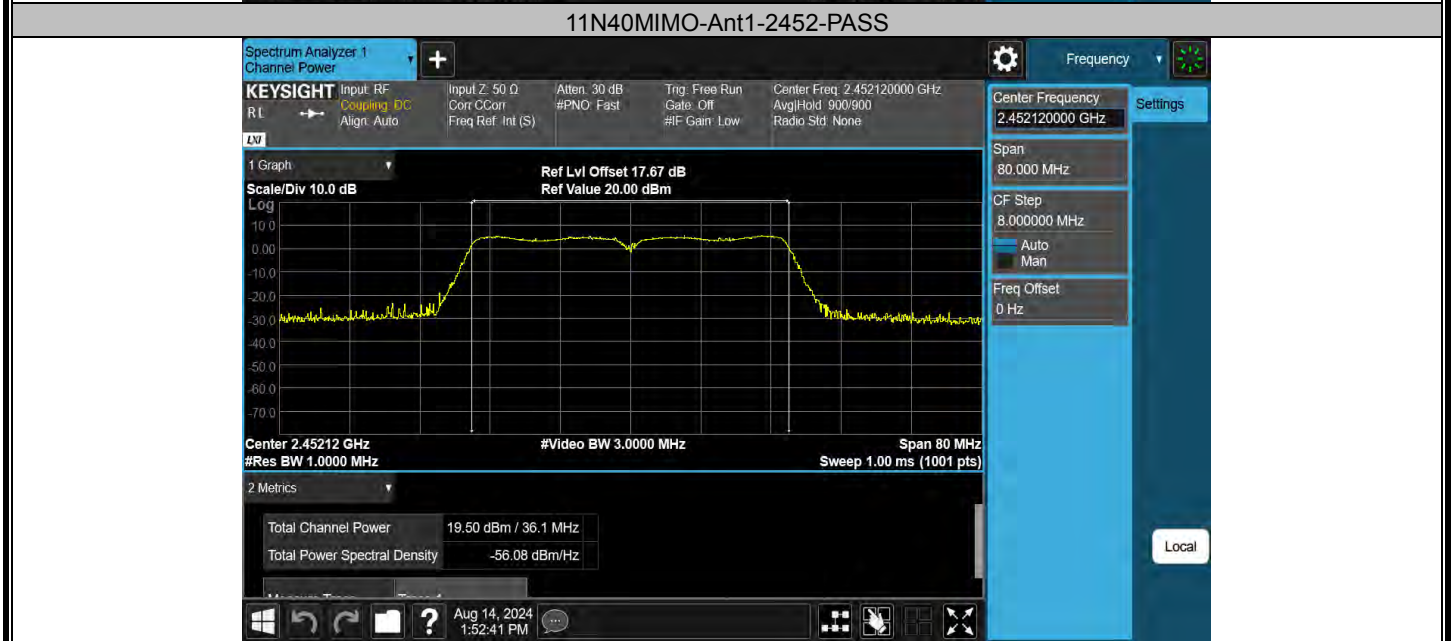 11N40MIMO-Ant1-2452-PASS
Spectrum Analyzer 1
Channel Power
+
Frequency
KEYSIGHT Input: RF Input Z: 50 Ω Atten: 30 dB Trig: Free Run Center Freq: 2.452120000 GHz
RL Coupling: DC Corr CCorr #PNO: Fast Gate: Off Avg|Hold: 900/900
Align: Auto Freq Ref: Int (S) #IF Gain: Low Radio Std: None
LXI
Center Frequency
2.452120000 GHz
Settings
Span
80.000 MHz
CF Step
8.000000 MHz
Auto
Man
Freq Offset
0 Hz
Local
1 Graph
Ref Lvl Offset 17.67 dB
Scale/Div 10.0 dB Ref Value 20.00 dBm
Log
10.0
0.00
-10.0
-20.0
-30.0
-40.0
-50.0
-60.0
-70.0
Center 2.45212 GHz #Video BW 3.0000 MHz Span 80 MHz
#Res BW 1.0000 MHz Sweep 1.00 ms (1001 pts)
2 Metrics
Total Channel Power 19.50 dBm / 36.1 MHz
Total Power Spectral Density -56.08 dBm/Hz
?
Aug 14, 2024
1:52:41 PM